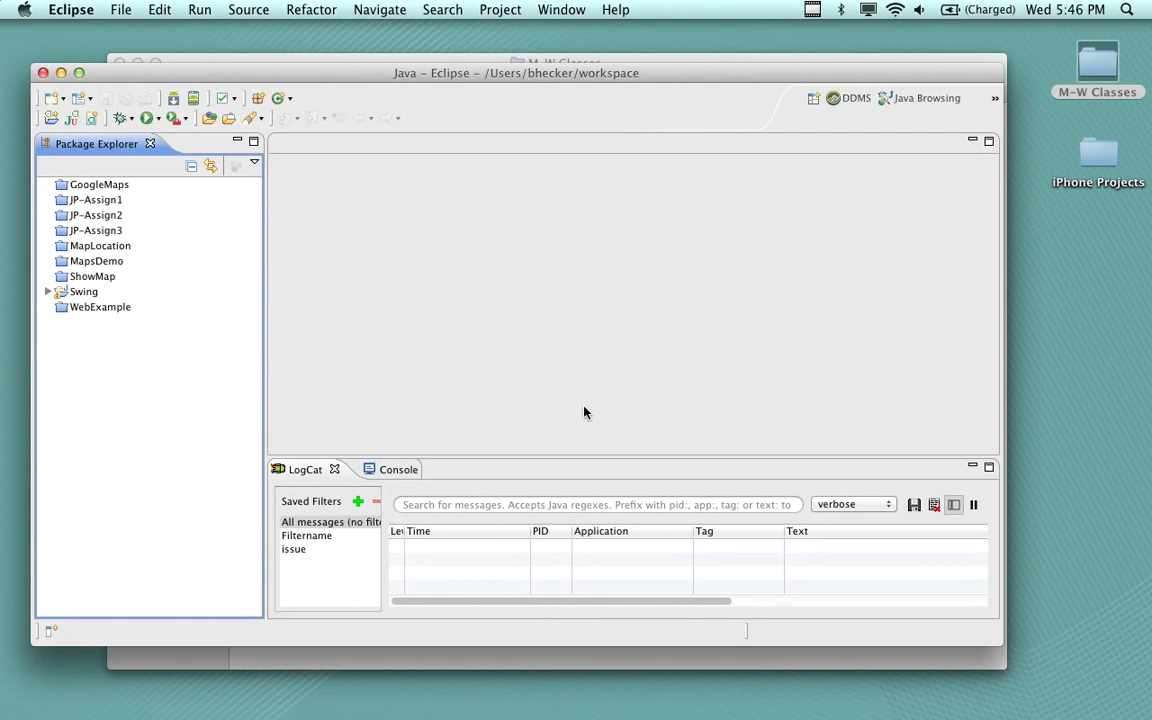 Eclipse File Edit Run Source Refactor Navigate Search Project Window Help (Charged) Wed 5:46 PM
M-W Classes
Java – Eclipse – /Users/bhecker/workspace
M-W Classes
DDMS Java Browsing »
Package Explorer
iPhone Projects
GoogleMaps
JP-Assign1
JP-Assign2
JP-Assign3
MapLocation
MapsDemo
ShowMap
Swing
WebExample
LogCat Console
Saved Filters
Search for messages. Accepts Java regexes. Prefix with pid:, app:, tag: or text: to
verbose
All messages (no filte
Filtername
issue
Lev Time PID Application Tag Text